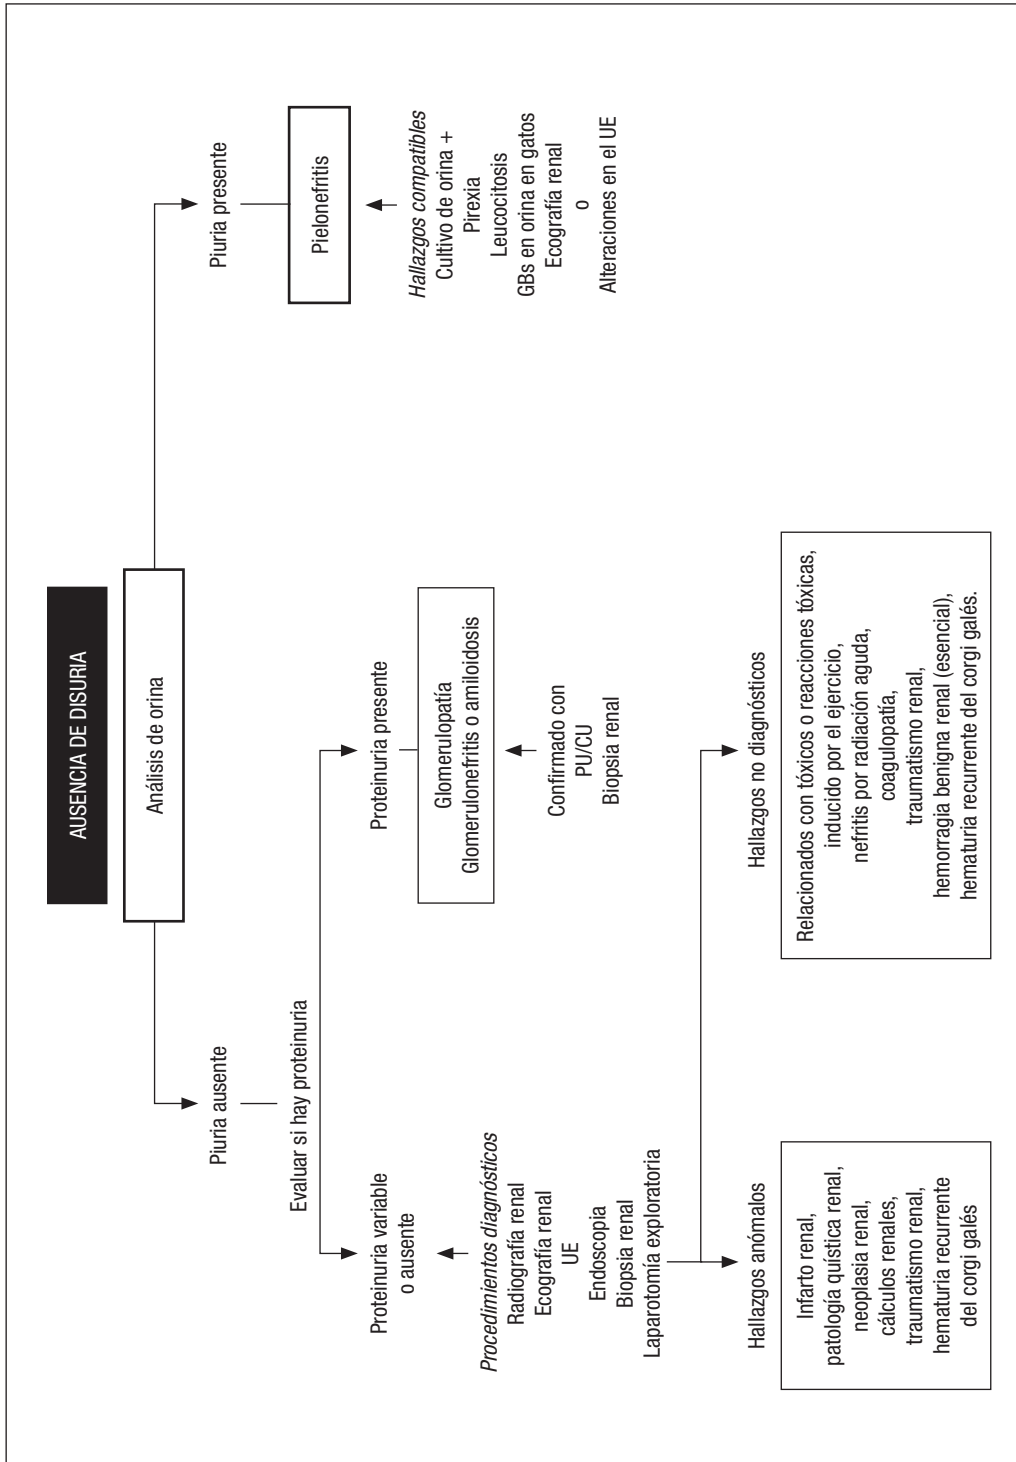 AUSENCIA DE DISURIA
Análisis de orina
Piuria ausente
Piuria presente
Evaluar si hay proteinuria
Pielonefritis
Hallazgos compatibles
Cultivo de orina +
Pirexia
Leucocitosis
GBs en orina en gatos
Ecografía renal
o
Alteraciones en el UE
Proteinuria variable
o ausente
Proteinuria presente
Procedimientos diagnósticos
Radiografía renal
Ecografía renal
UE
Endoscopia
Biopsia renal
Laparotomía exploratoria
Glomerulopatía
Glomerulonefritis o amiloidosis
Confirmado con
PU/CU
Biopsia renal
Hallazgos anómalos
Infarto renal,
patología quística renal,
neoplasia renal,
cálculos renales,
traumatismo renal,
hematuria recurrente
del corgi galés
Hallazgos no diagnósticos
Relacionados con tóxicos o reacciones tóxicas,
inducido por el ejercicio,
nefritis por radiación aguda,
coagulopatía,
traumatismo renal,
hemorragia benigna renal (esencial),
hematuria recurrente del corgi galés.